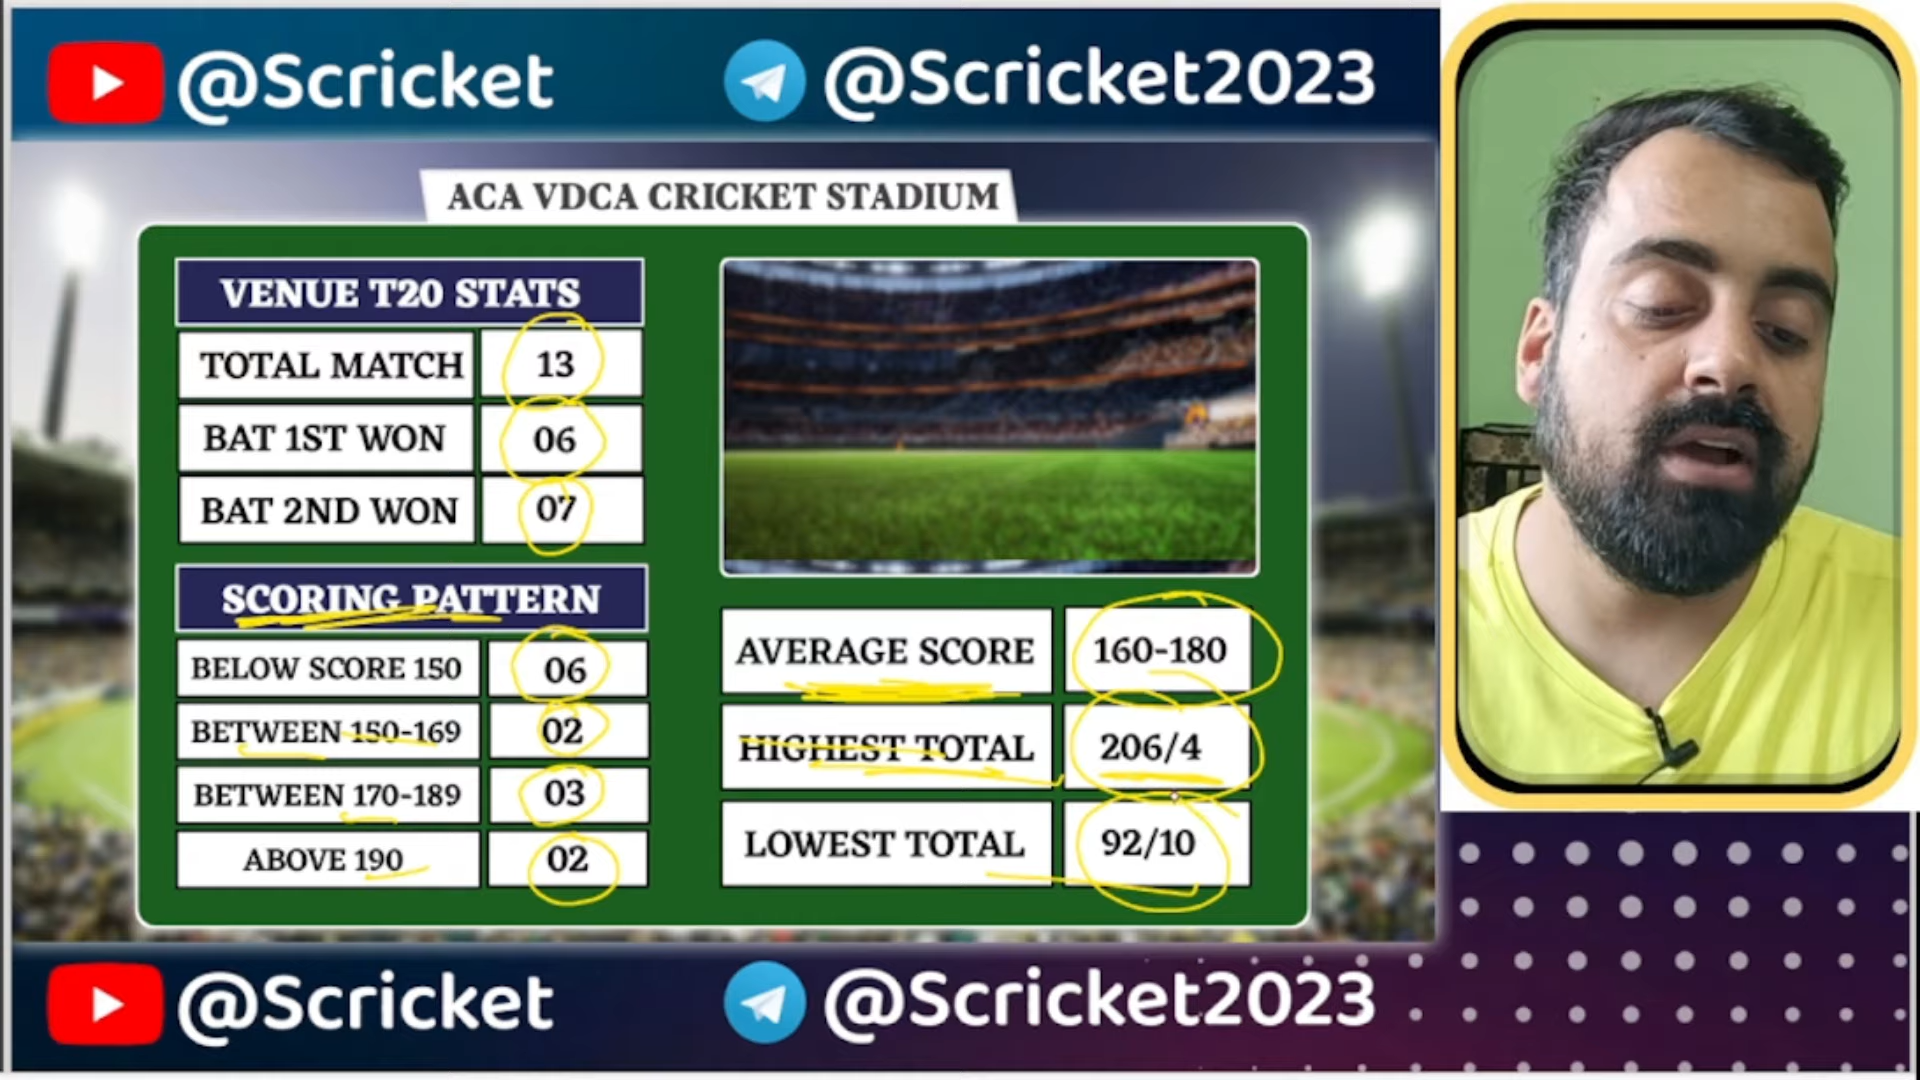 @Scricket
@Scricket2023
ACA VDCA CRICKET STADIUM
VENUE T20 STATS
TOTAL MATCH 13
BAT 1ST WON 06
BAT 2ND WON 07
SCORING PATTERN
BELOW SCORE 150 06
BETWEEN 150-169 02
BETWEEN 170-189 03
ABOVE 190 02
AVERAGE SCORE 160-180
HIGHEST TOTAL 206/4
LOWEST TOTAL 92/10
@Scricket
@Scricket2023